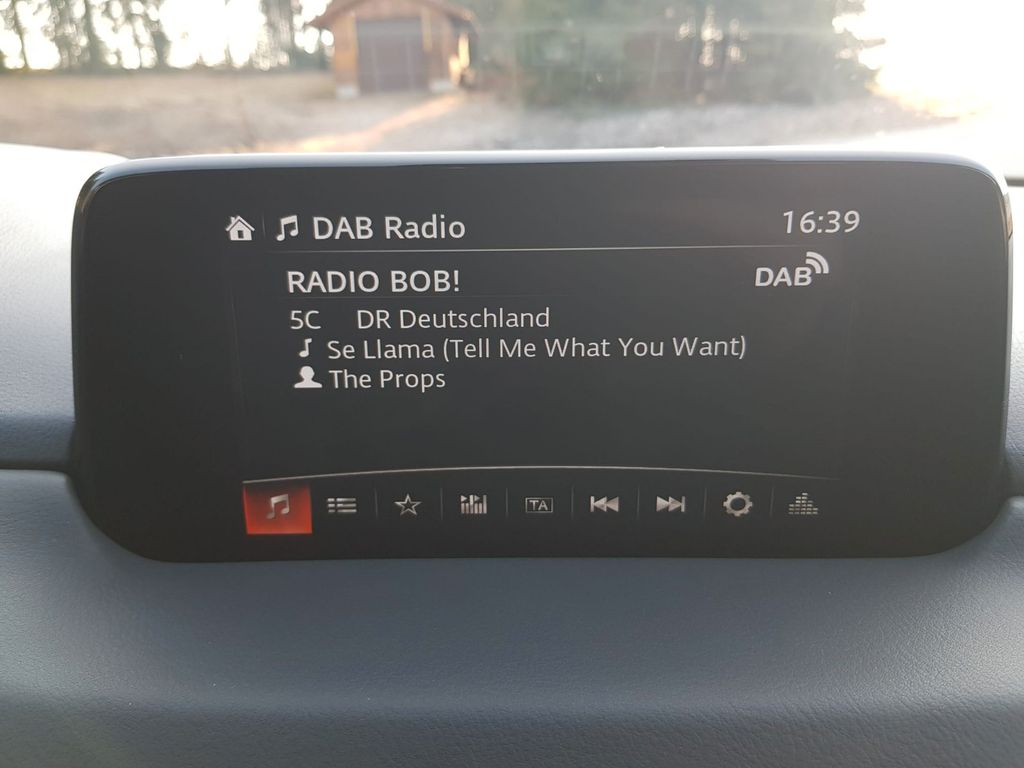 DAB Radio 16:39
RADIO BOB! DAB
5C DR Deutschland
Se Llama (Tell Me What You Want)
The Props
TA